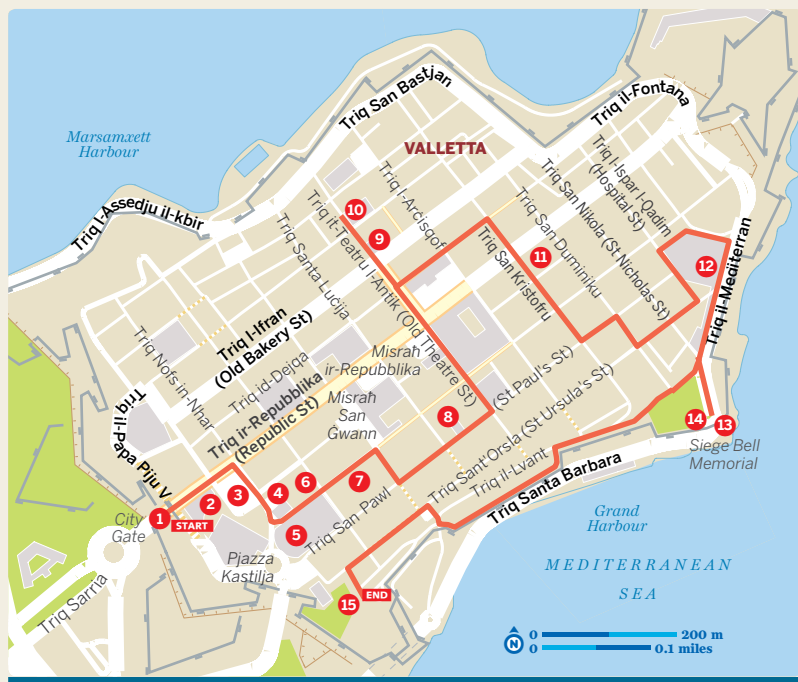 Marsamxett
Harbour
VALLETTA
Triq San Bastjan
Triq il-Fontana
Triq l-Assedju il-kbir
Triq l-Arcisqof
Triq l-Ispar l-Qadim
(Hospital St)
Triq San Nikola (St Nicholas St)
Triq San Duminiku
Triq San Kristofru
Triq it-Teatru l-Antik (Old Theatre St)
Triq Santa Luċija
Triq il-Mediterran
10
9
11
12
Triq l-Ifran
(Old Bakery St)
Triq Nofs in-Nhar
Triq id-Dejqa
Triq ir-Repubblika
(Republic St)
Misraħ
ir-Repubblika
Misraħ
San
Ġwann
Triq il-Papa Piju V
(St Paul's St)
8
14
13
Siege Bell
Memorial
Triq Sant'Orsla (St Ursula's St)
Triq il-Lvant
Triq Santa Barbara
Triq San Pawl
7
6
4
3
2
5
1
START
City
Gate
Pjazza
Kastilja
Triq Sarria
15
END
Grand
Harbour
MEDITERRANEAN
SEA
N
0 200 m
0 0.1 miles